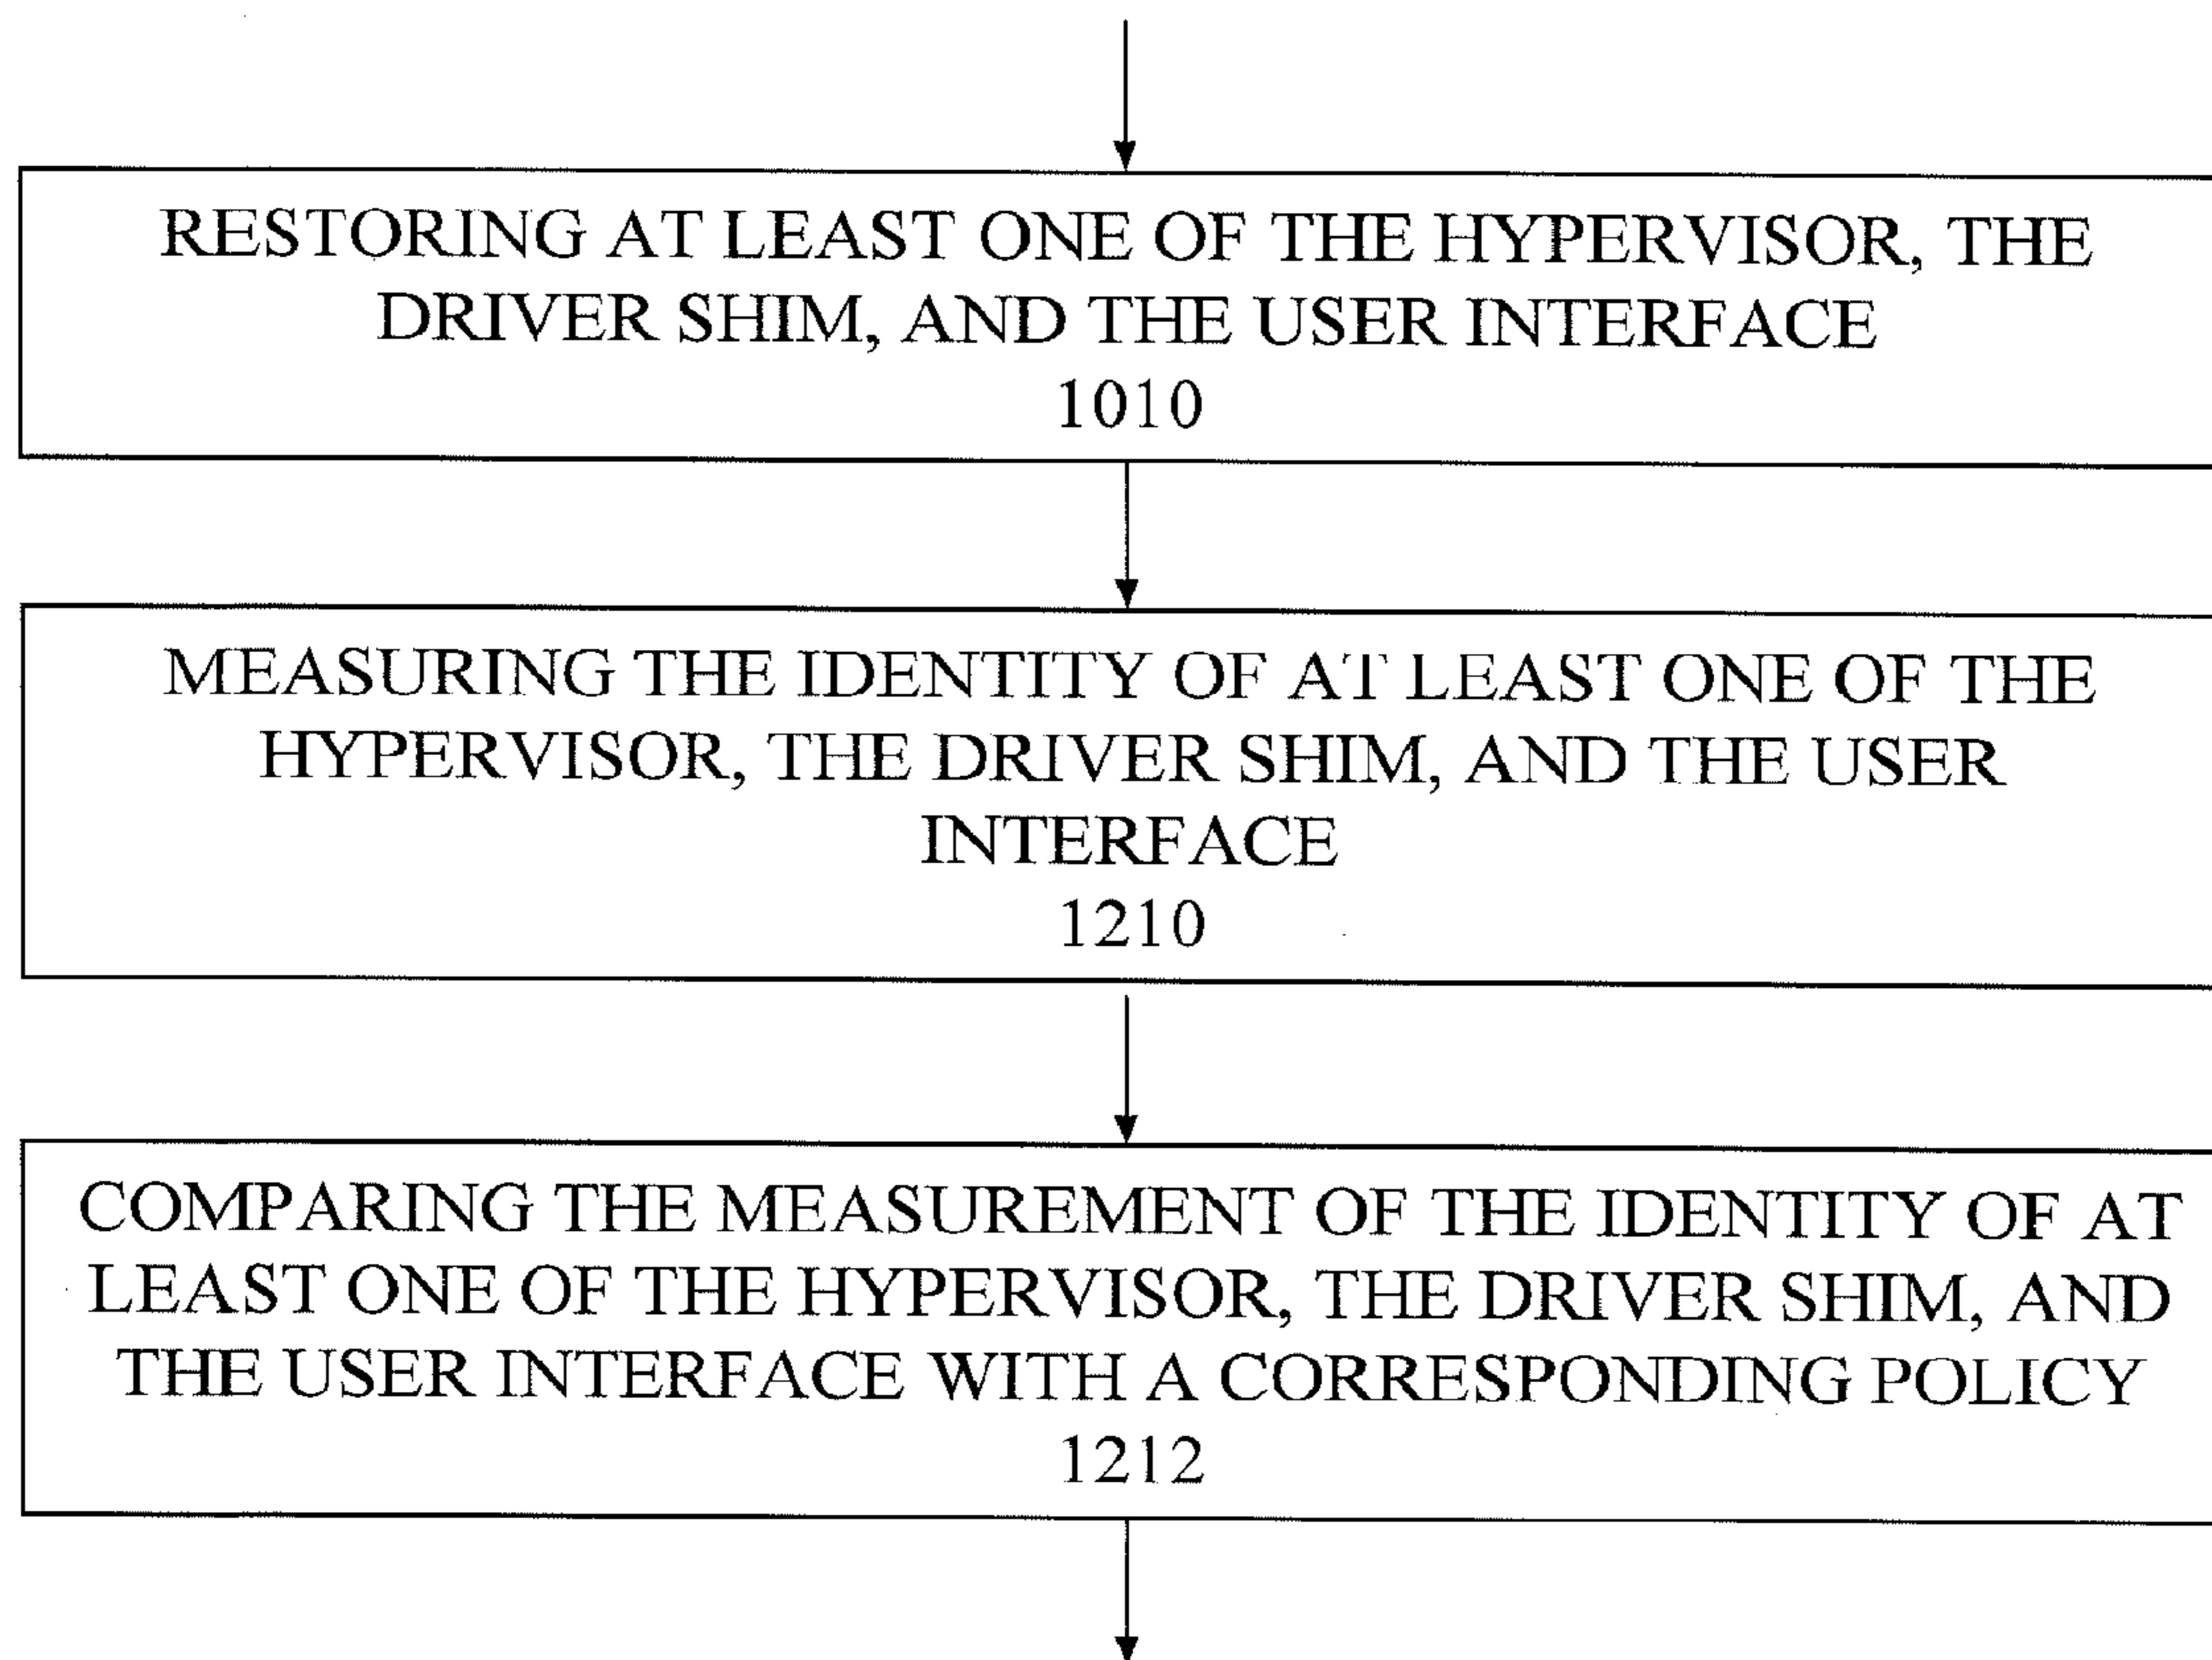 RESTORING AT LEAST ONE OF THE HYPERVISOR, THE
DRIVER SHIM, AND THE USER INTERFACE
1010
MEASURING THE IDENTITY OF AT LEAST ONE OF THE
HYPERVISOR, THE DRIVER SHIM, AND THE USER
INTERFACE
1210
COMPARING THE MEASUREMENT OF THE IDENTITY OF AT
LEAST ONE OF THE HYPERVISOR, THE DRIVER SHIM, AND
THE USER INTERFACE WITH A CORRESPONDING POLICY
1212